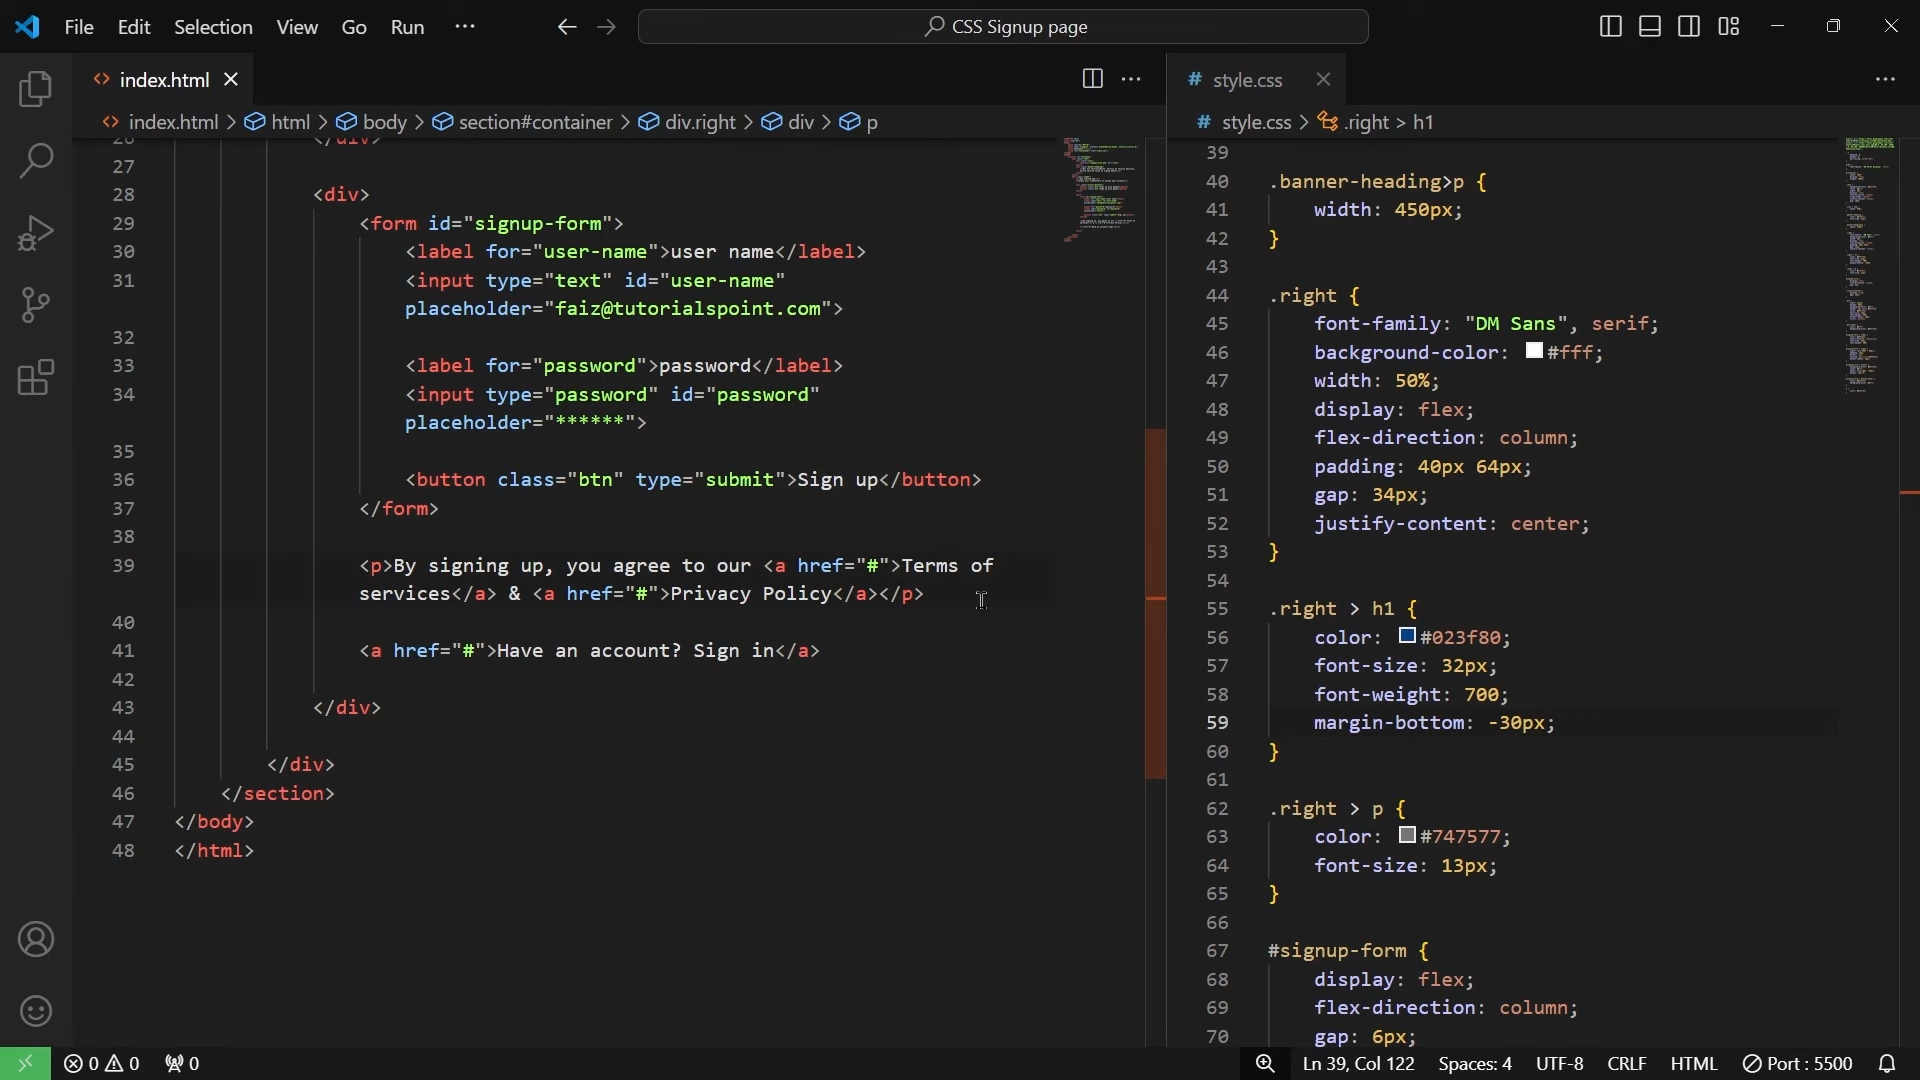 File Edit Selection View Go Run ··· CSS Signup page
index.html
index.html > html > body > section#container > div.right > div > p
27
28 <div>
29 <form id="signup-form">
30 <label for="user-name">user name</label>
31 <input type="text" id="user-name"
placeholder="faiz@tutorialspoint.com">
32
33 <label for="password">password</label>
34 <input type="password" id="password"
placeholder="******">
35
36 <button class="btn" type="submit">Sign up</button>
37 </form>
38
39 <p>By signing up, you agree to our <a href="#">Terms of
services</a> & <a href="#">Privacy Policy</a></p>
40
41 <a href="#">Have an account? Sign in</a>
42
43 </div>
44
45 </div>
46 </section>
47 </body>
48 </html>
# style.css
# style.css > .right > h1
39
40 .banner-heading>p {
41 width: 450px;
42 }
43
44 .right {
45 font-family: "DM Sans", serif;
46 background-color: #fff;
47 width: 50%;
48 display: flex;
49 flex-direction: column;
50 padding: 40px 64px;
51 gap: 34px;
52 justify-content: center;
53 }
54
55 .right > h1 {
56 color: #023f80;
57 font-size: 32px;
58 font-weight: 700;
59 margin-bottom: -30px;
60 }
61
62 .right > p {
63 color: #747577;
64 font-size: 13px;
65 }
66
67 #signup-form {
68 display: flex;
69 flex-direction: column;
70 gap: 6px;
0 0 0 Ln 39, Col 122 Spaces: 4 UTF-8 CRLF HTML Port : 5500